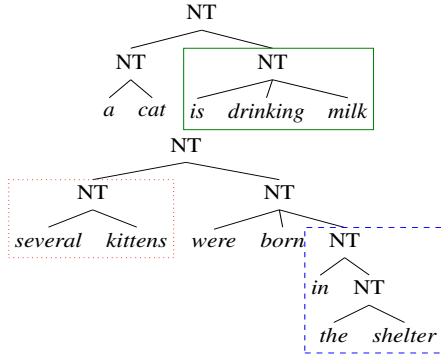 NT
NT NT
a cat is drinking milk
NT
NT NT
several kittens were born NT
in NT
the shelter